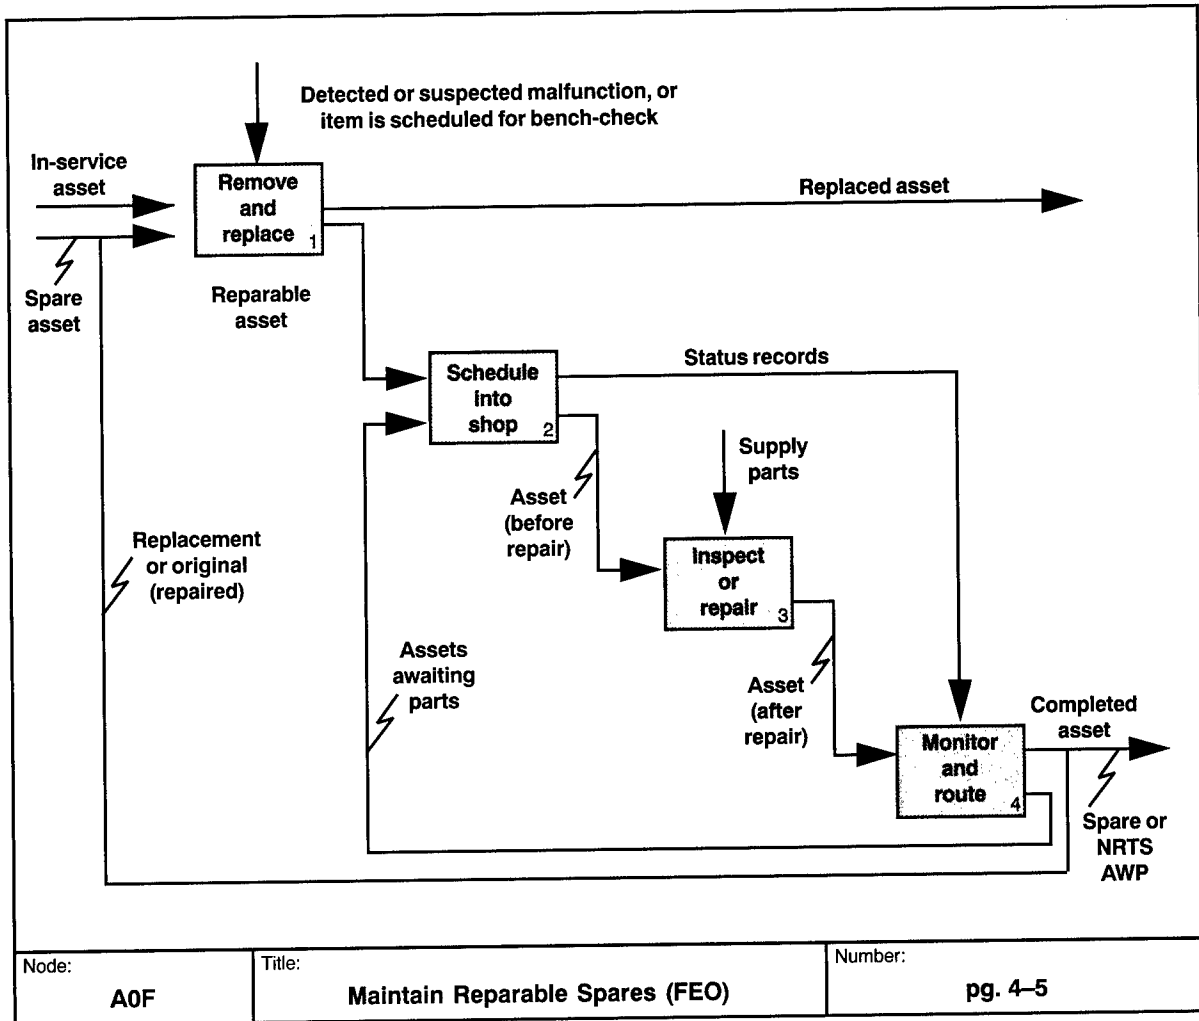 Detected or suspected malfunction, or
item is scheduled for bench-check
In-service
asset
Remove
and
replace
1
Replaced asset
Spare
asset
Reparable
asset
Schedule
into
shop
2
Status records
Supply
parts
Asset
(before
repair)
Replacement
or original
(repaired)
Inspect
or
repair
3
Assets
awaiting
parts
Asset
(after
repair)
Completed
asset
Monitor
and
route
4
Spare or
NRTS
AWP
Node:
A0F
Title:
Maintain Reparable Spares (FEO)
Number:
pg. 4–5